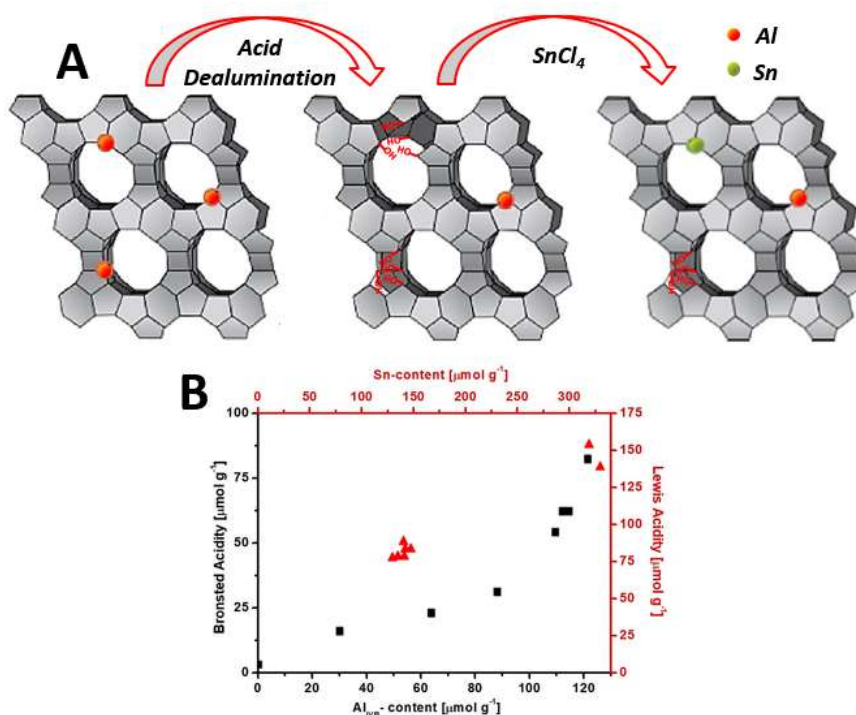 A
Acid
Dealumination
SnCl4
Al
Sn
HO
HO
B
Sn-content [μmol g-1]
0 50 100 150 200 250 300
100
75
50
25
0
175
150
125
100
75
50
25
0
Bronsted Acidity [μmol g-1]
Lewis Acidity [μmol g-1]
0 20 40 60 80 100 120
content [μmol g-1]